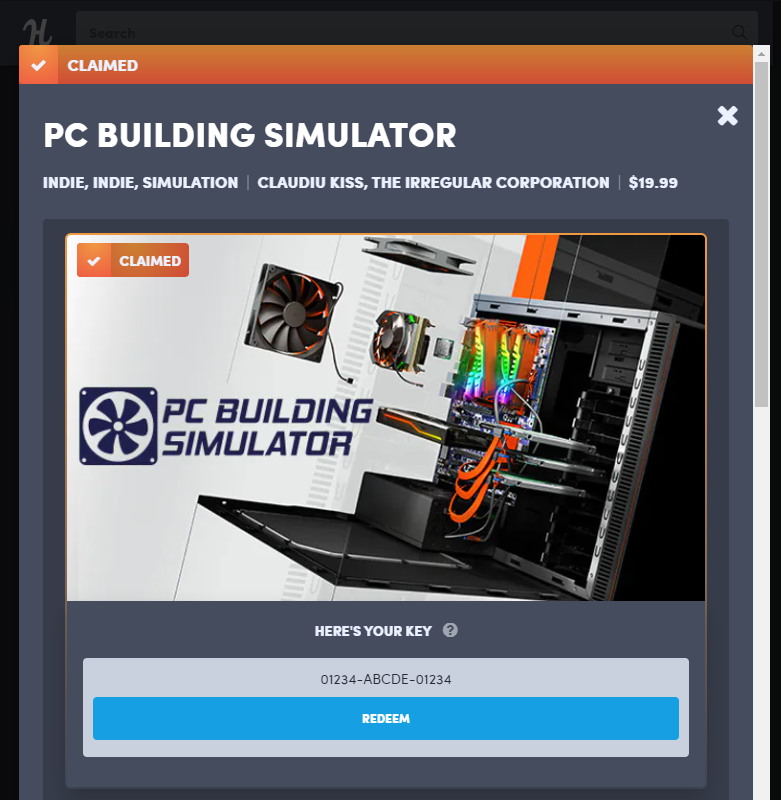 Search
CLAIMED
PC BUILDING SIMULATOR
INDIE, INDIE, SIMULATION | CLAUDIU KISS, THE IRREGULAR CORPORATION | $19.99
CLAIMED
PC BUILDING
SIMULATOR
HERE'S YOUR KEY ?
01234-ABCDE-01234
REDEEM